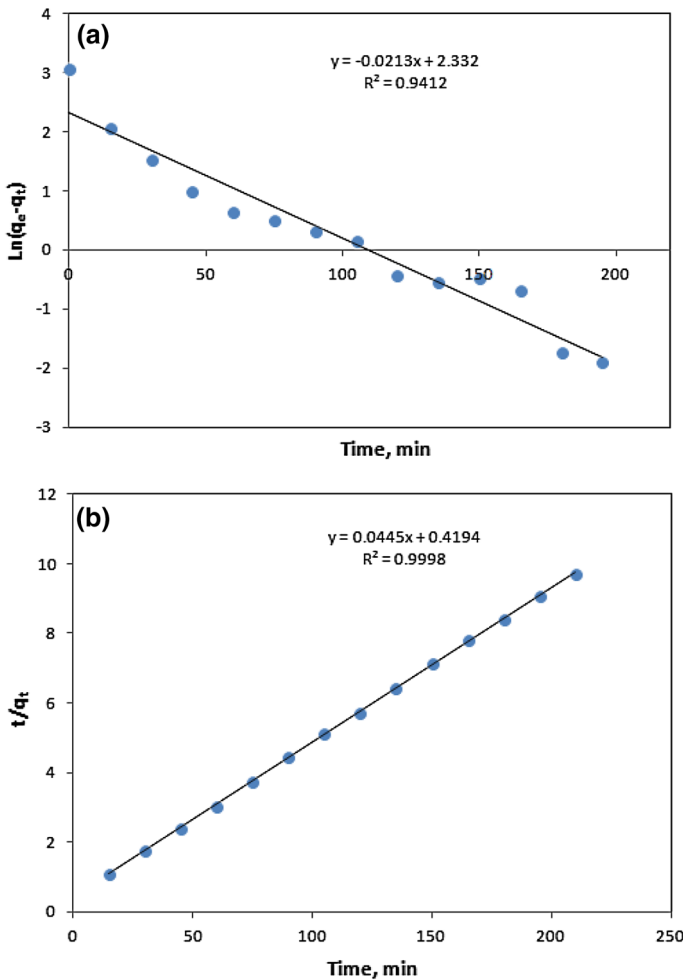 (a)
y = -0.0213x + 2.332
R² = 0.9412
4
3
2
1
0
-1
-2
-3
0
50
100
150
200
Ln(qₑ-qₜ)
Time, min
(b)
y = 0.0445x + 0.4194
R² = 0.9998
12
10
8
6
4
2
0
0
50
100
150
200
250
t/qₜ
Time, min